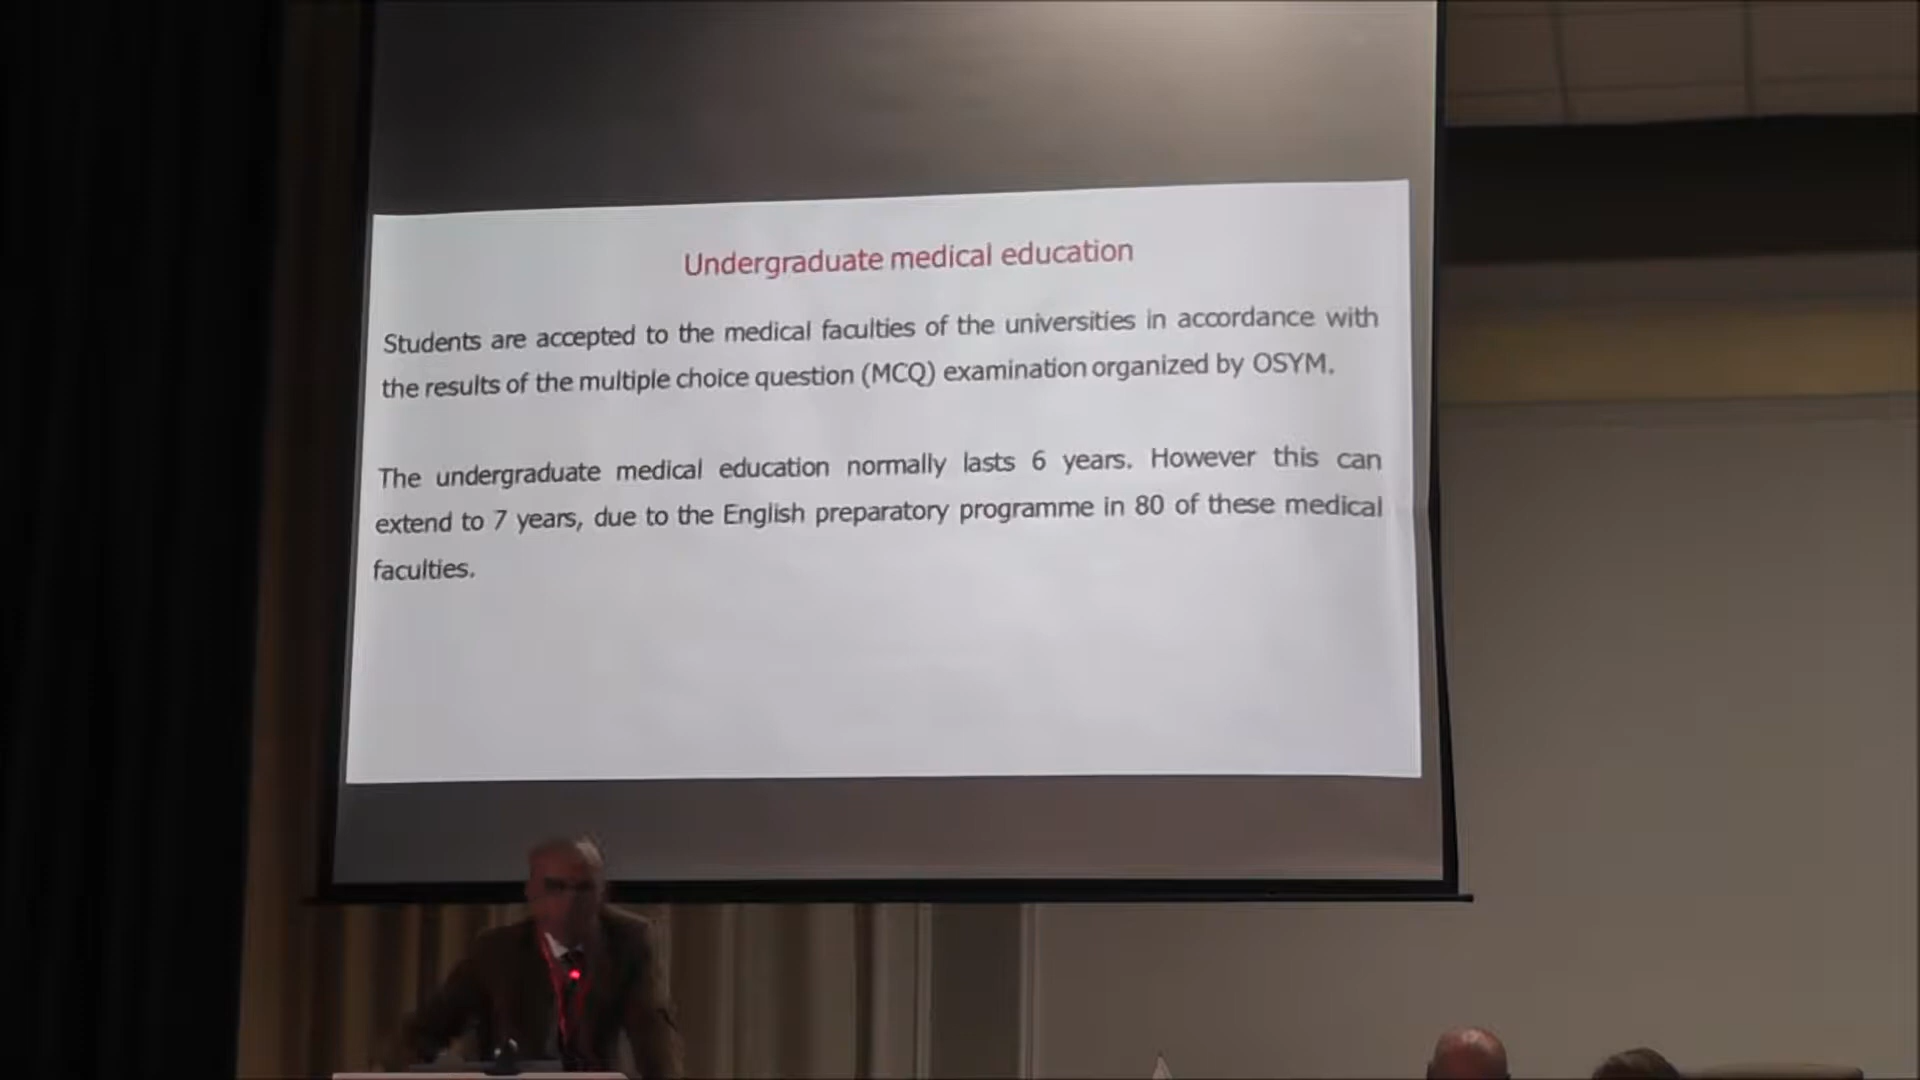 Undergraduate medical education
Students are accepted to the medical faculties of the universities in accordance with
the results of the multiple choice question (MCQ) examination organized by OSYM.
The undergraduate medical education normally lasts 6 years. However this can
extend to 7 years, due to the English preparatory programme in 80 of these medical
faculties.